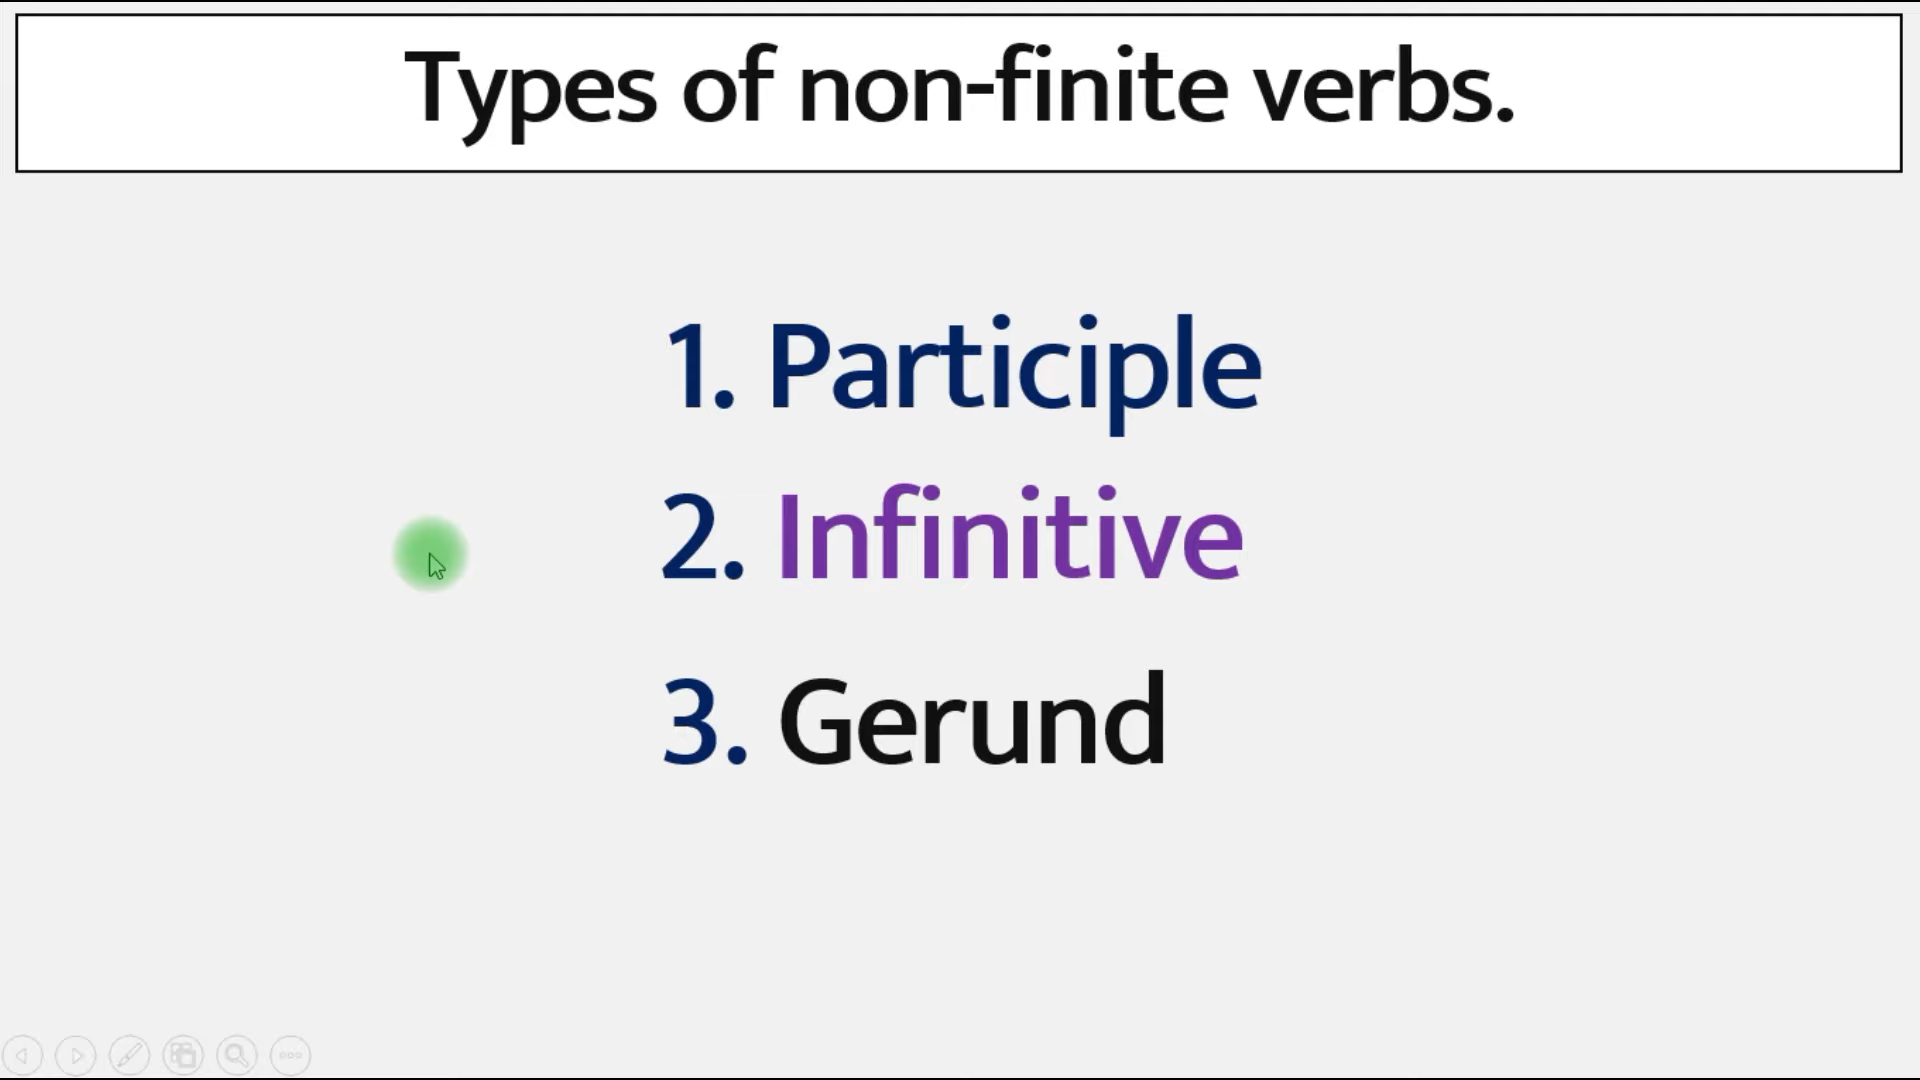 Types of non-finite verbs.
1. Participle
2. Infinitive
3. Gerund